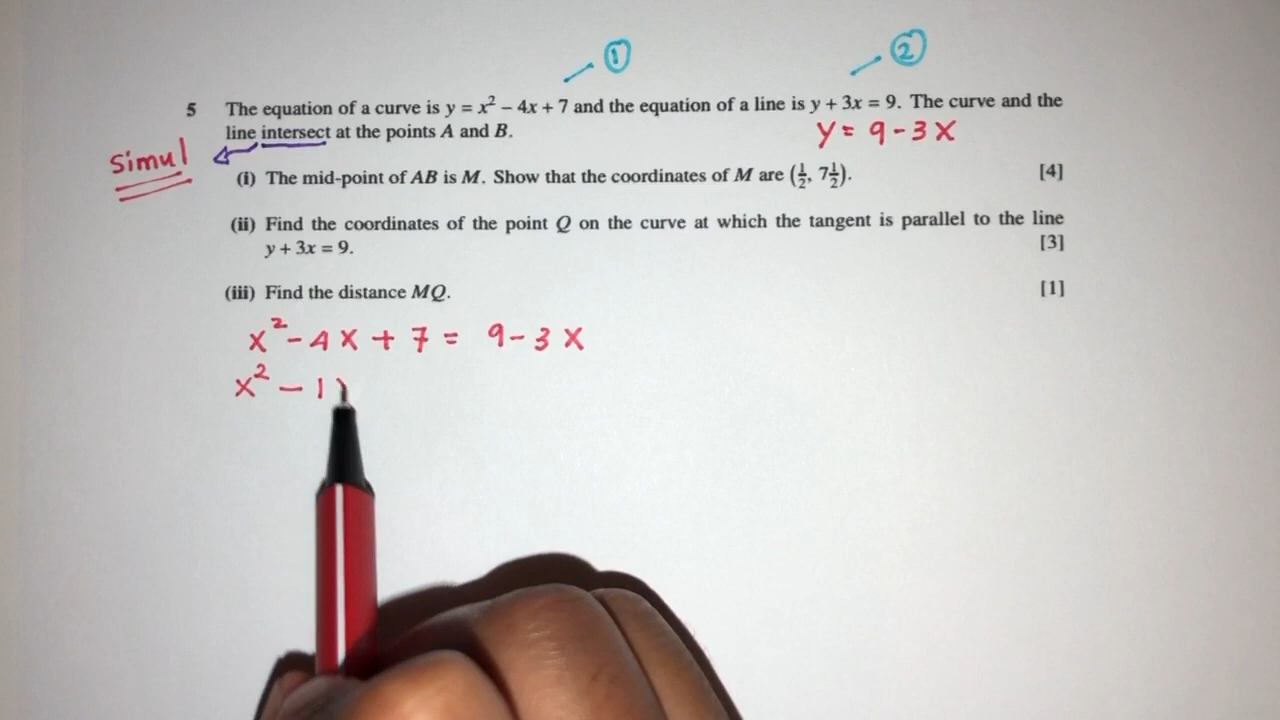 ① ②
5 The equation of a curve is y = x² − 4x + 7 and the equation of a line is y + 3x = 9. The curve and the
line intersect at the points A and B.
y = 9 - 3x
Simul
(i) The mid-point of AB is M. Show that the coordinates of M are (½, 7½). [4]
(ii) Find the coordinates of the point Q on the curve at which the tangent is parallel to the line
y + 3x = 9. [3]
(iii) Find the distance MQ. [1]
x² - 4x + 7 = 9 - 3x
x² - 1